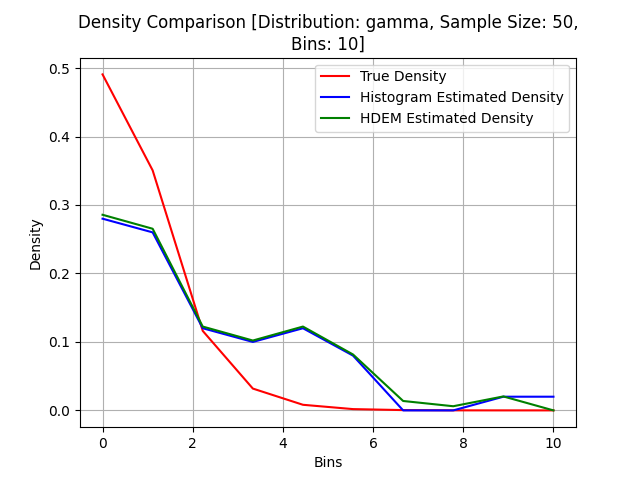 Density Comparison [Distribution: gamma, Sample Size: 50,
Bins: 10]
True Density
Histogram Estimated Density
HDEM Estimated Density
Density
0.5
0.4
0.3
0.2
0.1
0.0
0 2 4 6 8 10
Bins